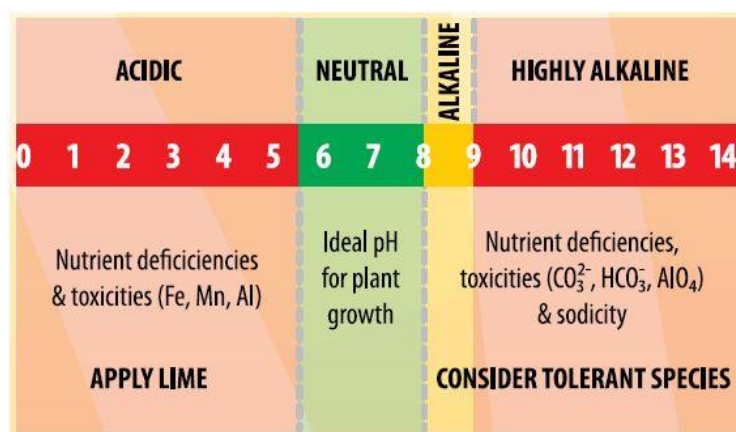 ACIDIC
NEUTRAL
ALKALINE
HIGHLY ALKALINE
0 1 2 3 4 5 6 7 8 9 10 11 12 13 14
Nutrient deficiciencies
& toxicities (Fe, Mn, Al)
Ideal pH
for plant
growth
Nutrient deficiencies,
toxicities (CO₃²⁻, HCO₃⁻, AlO₄)
& sodicity
APPLY LIME
CONSIDER TOLERANT SPECIES